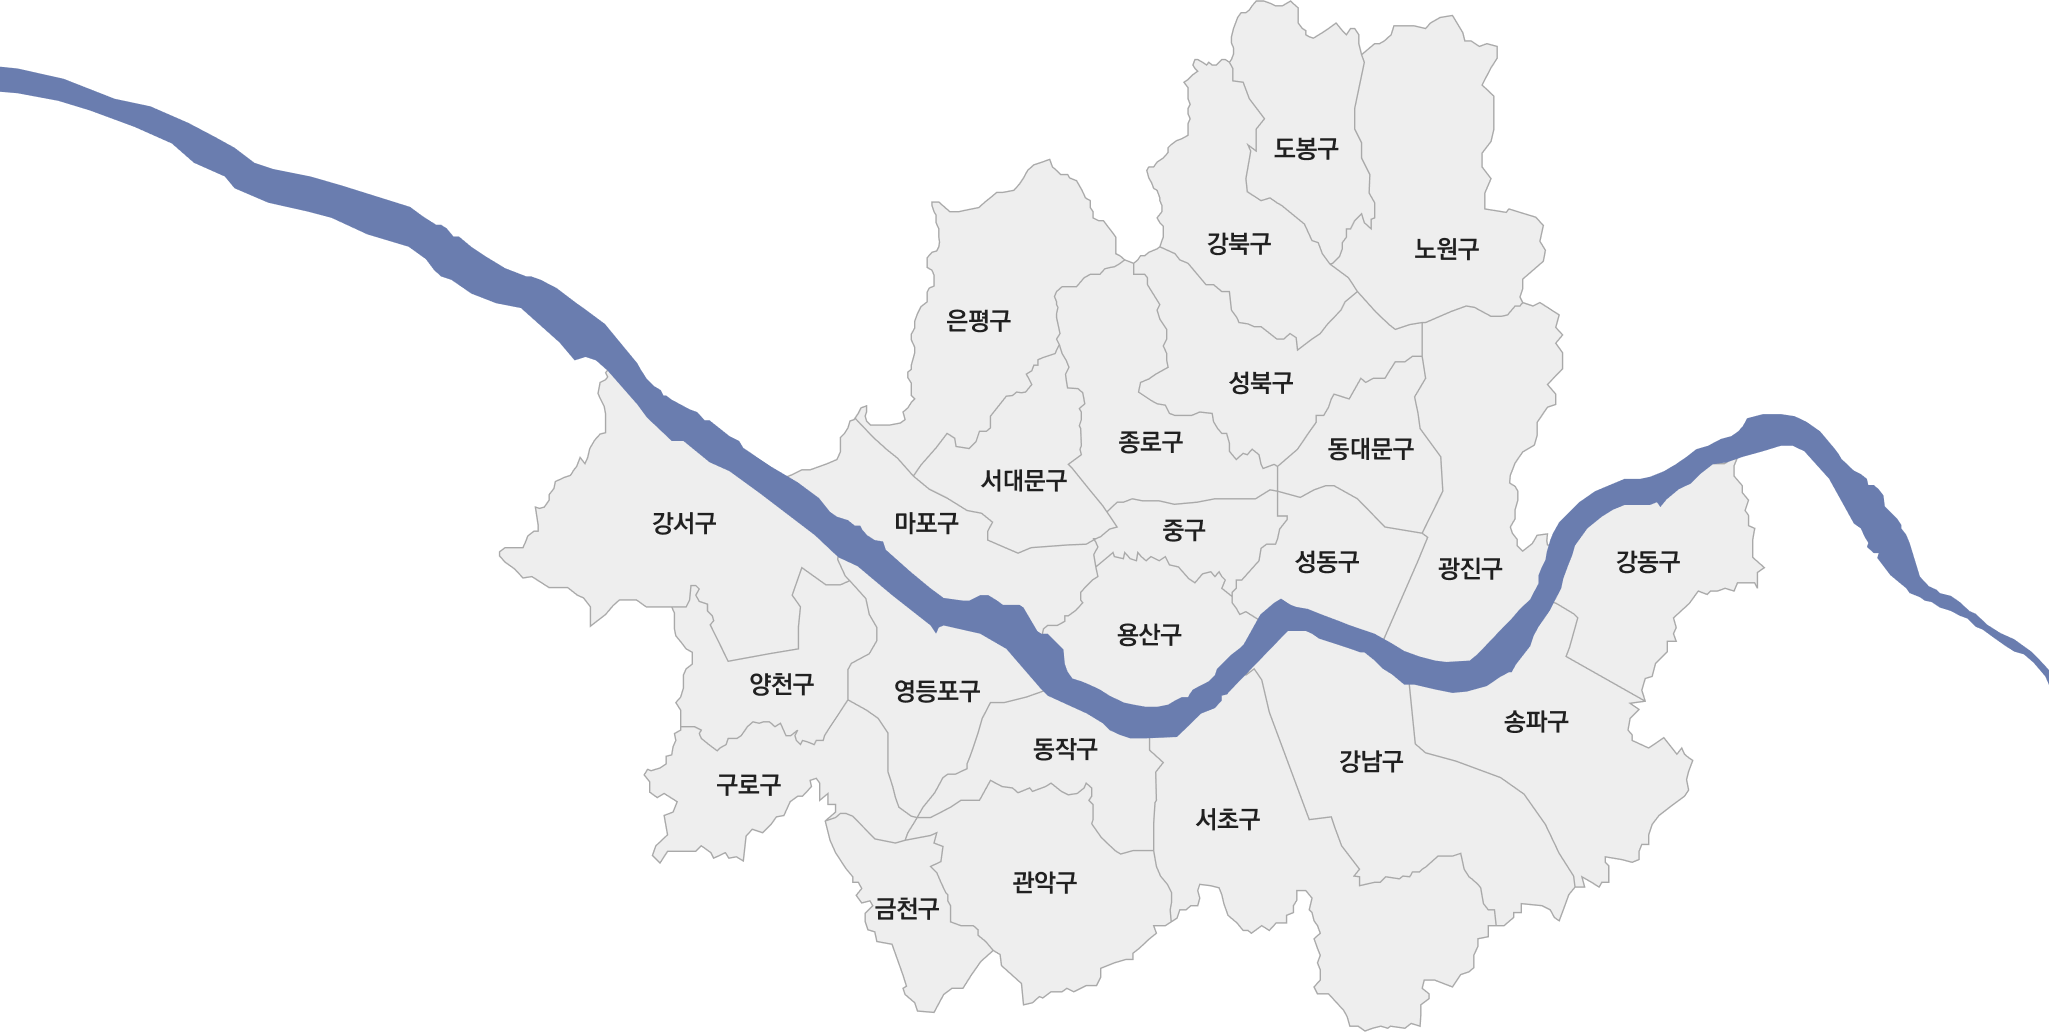 도봉구
강북구
노원구
은평구
성북구
종로구
동대문구
서대문구
강서구
마포구
중구
성동구
광진구
강동구
용산구
양천구
영등포구
송파구
동작구
강남구
구로구
서초구
관악구
금천구